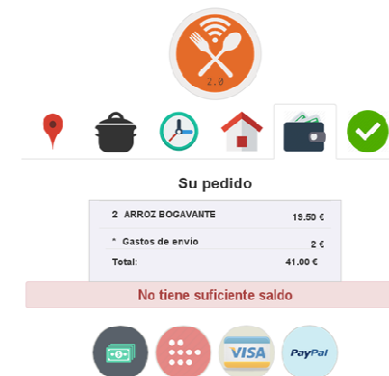 2.0
Su pedido
2 ARROZ BOGAVANTE 19.50 €
* Gastos de envio 2 €
Total: 41.00 €
No tiene suficiente saldo
VISA PayPal